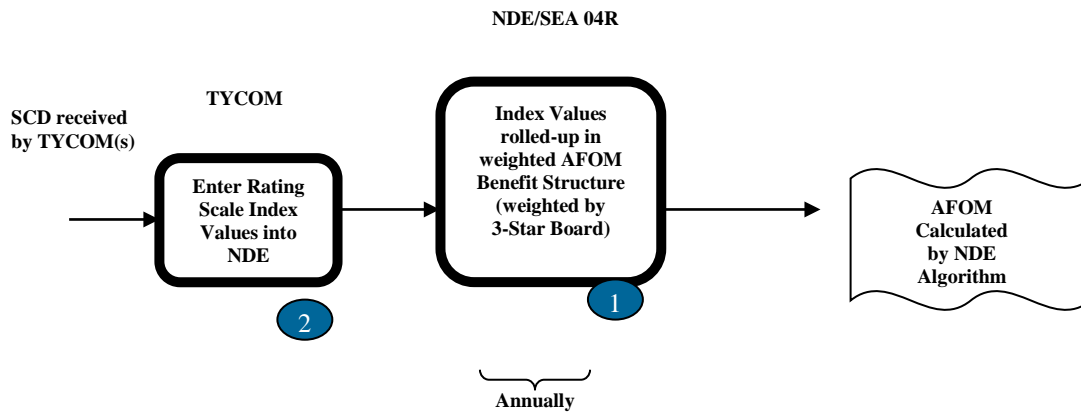 NDE/SEA 04R
TYCOM
SCD received
by TYCOM(s)
Enter Rating
Scale Index
Values into
NDE
2
Index Values
rolled-up in
weighted AFOM
Benefit Structure
(weighted by
3-Star Board)
1
AFOM
Calculated
by NDE
Algorithm
Annually